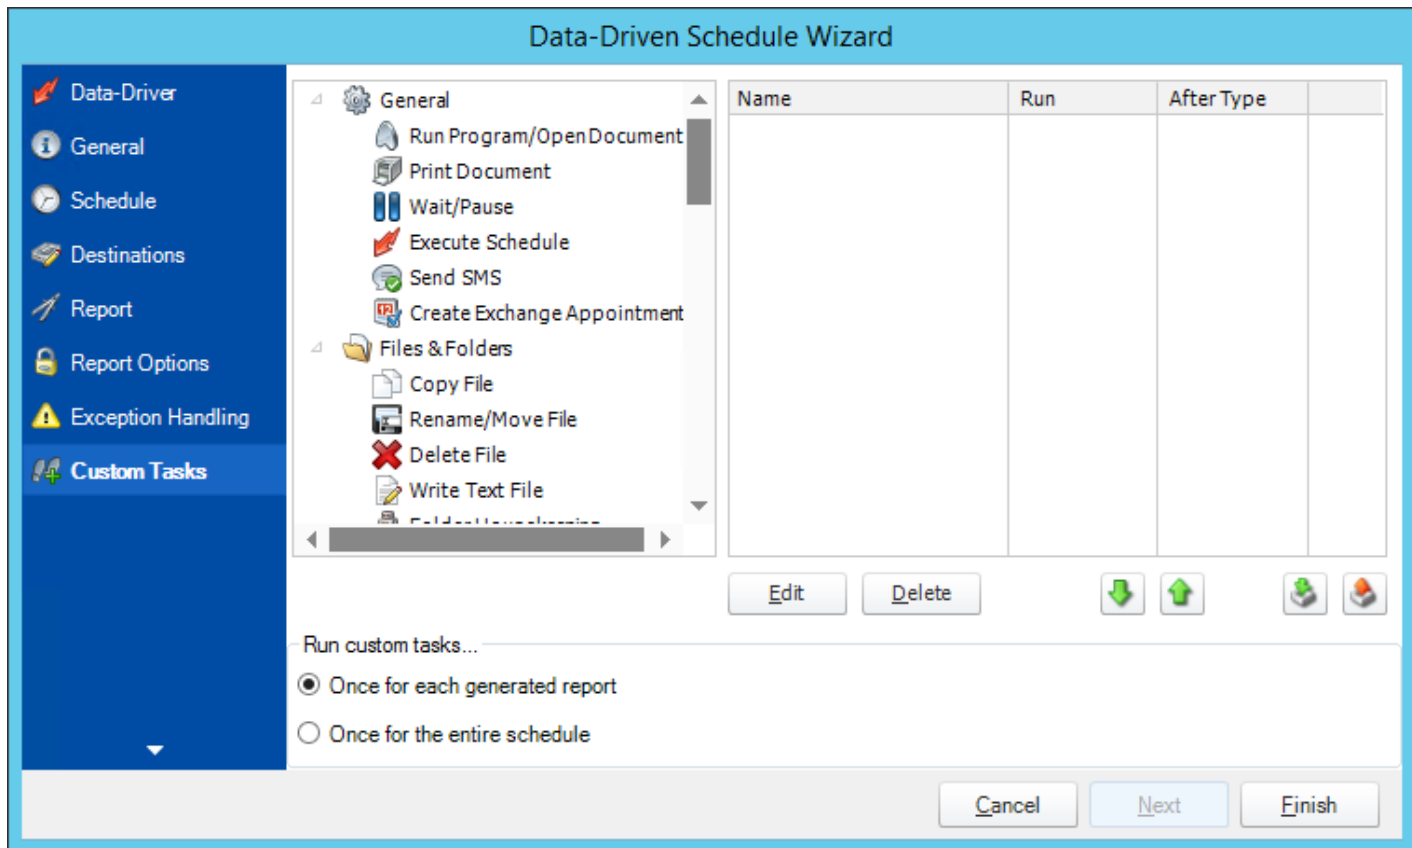 Data-Driven Schedule Wizard
Data-Driver
General
Schedule
Destinations
Report
Report Options
Exception Handling
Custom Tasks
General
Run Program/Open Document
Print Document
Wait/Pause
Execute Schedule
Send SMS
Create Exchange Appointment
Files & Folders
Copy File
Rename/Move File
Delete File
Write Text File
Folder Housekeeping
Name Run After Type
Edit Delete
Run custom tasks...
Once for each generated report
Once for the entire schedule
Cancel Next Finish